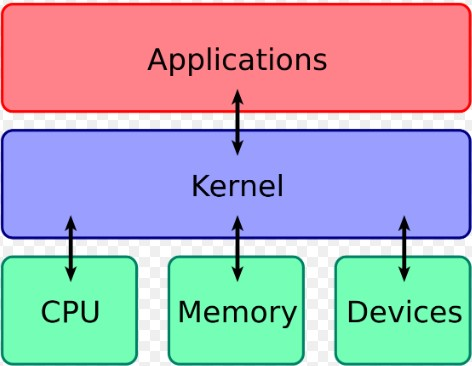 Applications
Kernel
CPU
Memory
Devices